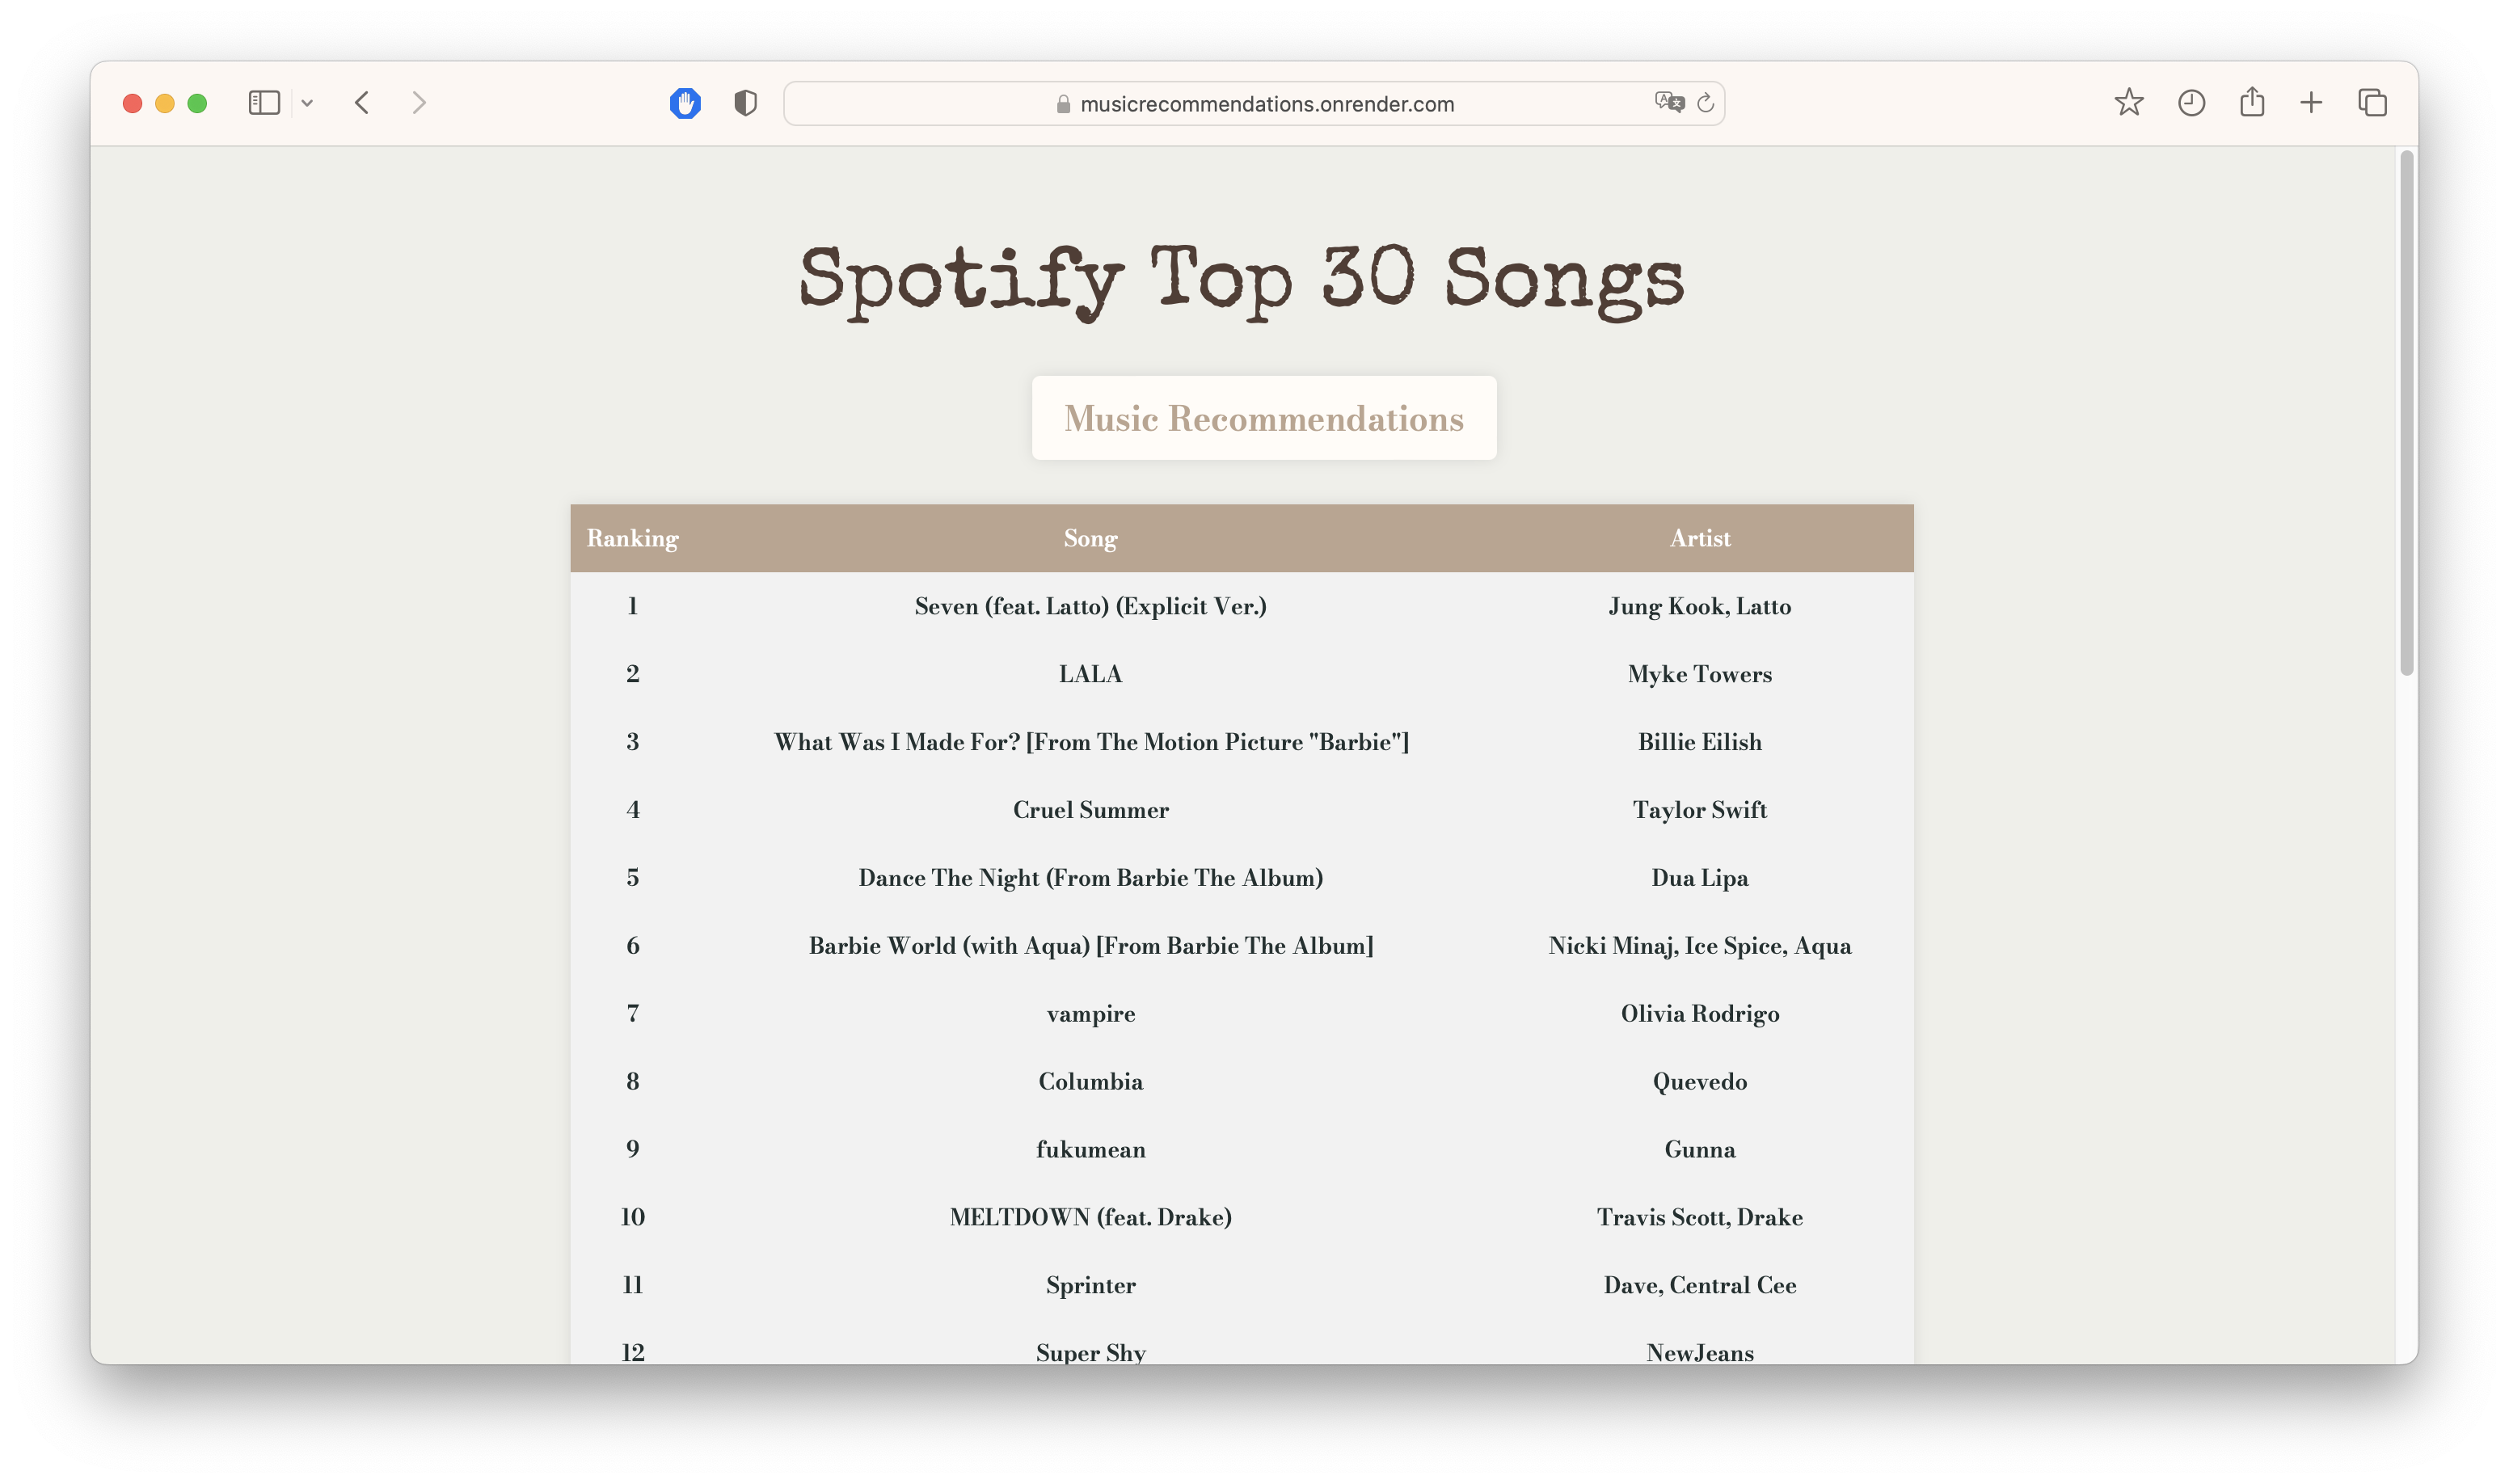 musicrecommendations.onrender.com
Spotify Top 30 Songs
Music Recommendations
Ranking Song Artist
1 Seven (feat. Latto) (Explicit Ver.) Jung Kook, Latto
2 LALA Myke Towers
3 What Was I Made For? [From The Motion Picture "Barbie"] Billie Eilish
4 Cruel Summer Taylor Swift
5 Dance The Night (From Barbie The Album) Dua Lipa
6 Barbie World (with Aqua) [From Barbie The Album] Nicki Minaj, Ice Spice, Aqua
7 vampire Olivia Rodrigo
8 Columbia Quevedo
9 fukumean Gunna
10 MELTDOWN (feat. Drake) Travis Scott, Drake
11 Sprinter Dave, Central Cee
12 Super Shy NewJeans